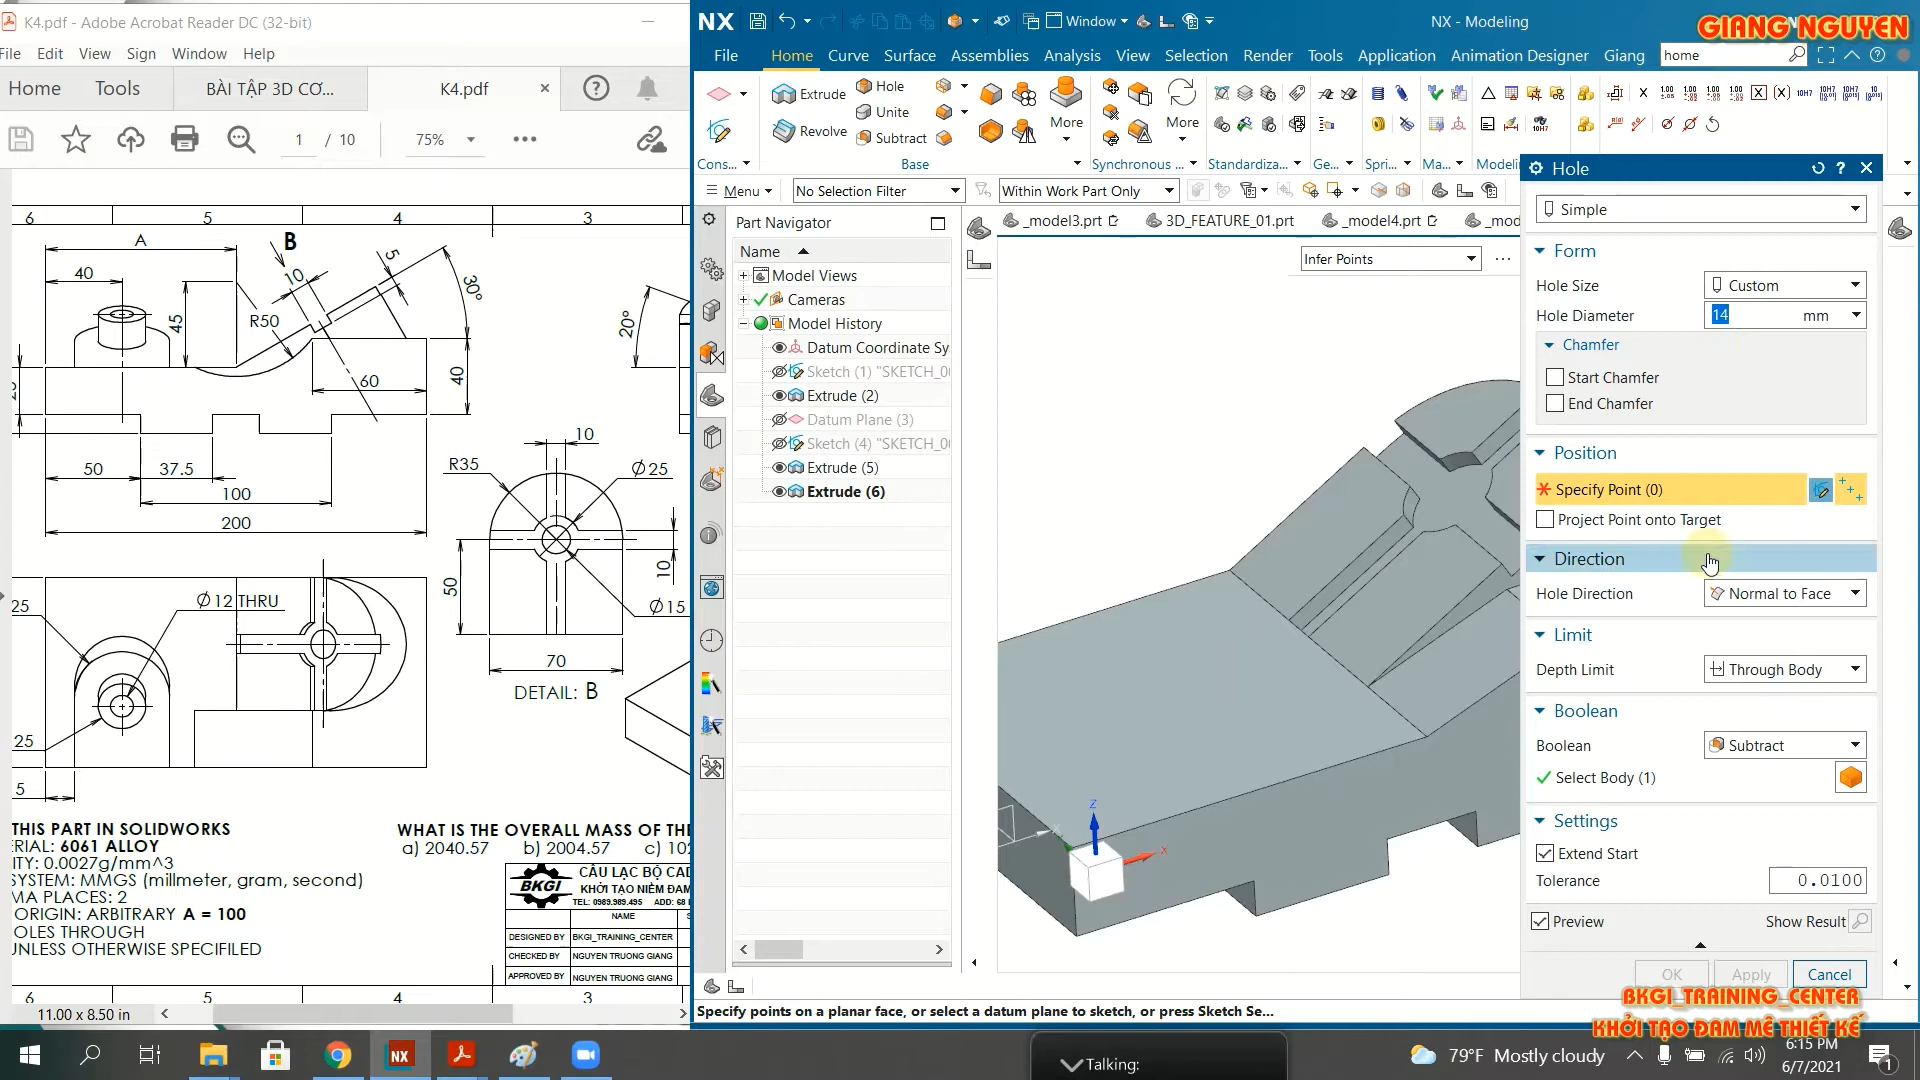 K4.pdf - Adobe Acrobat Reader DC (32-bit)
File Edit View Sign Window Help
Home Tools BÀI TẬP 3D CƠ... K4.pdf
1 / 10 75%
6 5 4 3
A
B
40
10
5
30°
45
R50
20°
60
40
50 37.5
100
200
10
R35
Ø25
50
10
Ø15
70
DETAIL: B
25
Ø12 THRU
25
5
THIS PART IN SOLIDWORKS
ERIAL: 6061 ALLOY
ITY: 0.0027g/mm^3
SYSTEM: MMGS (millmeter, gram, second)
MA PLACES: 2
ORIGIN: ARBITRARY A = 100
OLES THROUGH
UNLESS OTHERWISE SPECIFILED
WHAT IS THE OVERALL MASS OF THE
a) 2040.57 b) 2004.57 c) 102
BKGI
CÂU LẠC BỘ CAD
KHỞI TẠO NIỀM ĐAM
TEL: 0989.989.495 ADD: 68
NAME
DESIGNED BY BKGI_TRAINING_CENTER
CHECKED BY NGUYEN TRUONG GIANG
APPROVED BY NGUYEN TRUONG GIANG
6 5 4 3
11.00 x 8.50 in
NX Window NX - Modeling
GIANG NGUYEN
File Home Curve Surface Assemblies Analysis View Selection Render Tools Application Animation Designer Giang home
Extrude
Revolve
Hole
Unite
Subtract
More
More
Cons... Base Synchronous ... Standardiza... Ge... Spri... Ma... Modelin
Menu No Selection Filter Within Work Part Only
Part Navigator
Name
Model Views
Cameras
Model History
Datum Coordinate Sy
Sketch (1) "SKETCH_0
Extrude (2)
Datum Plane (3)
Sketch (4) "SKETCH_0
Extrude (5)
Extrude (6)
_model3.prt 3D_FEATURE_01.prt _model4.prt _mod
Infer Points
Z
X
X
Hole
Simple
Form
Hole Size Custom
Hole Diameter 14 mm
Chamfer
Start Chamfer
End Chamfer
Position
Specify Point (0)
Project Point onto Target
Direction
Hole Direction Normal to Face
Limit
Depth Limit Through Body
Boolean
Boolean Subtract
Select Body (1)
Settings
Extend Start
Tolerance 0.0100
Preview Show Result
OK Apply Cancel
BKGI_TRAINING_CENTER
KHỞI TẠO ĐAM MÊ THIẾT KẾ
Specify points on a planar face, or select a datum plane to sketch, or press Sketch Se...
NX
Talking:
79°F Mostly cloudy
6:15 PM
6/7/2021
1